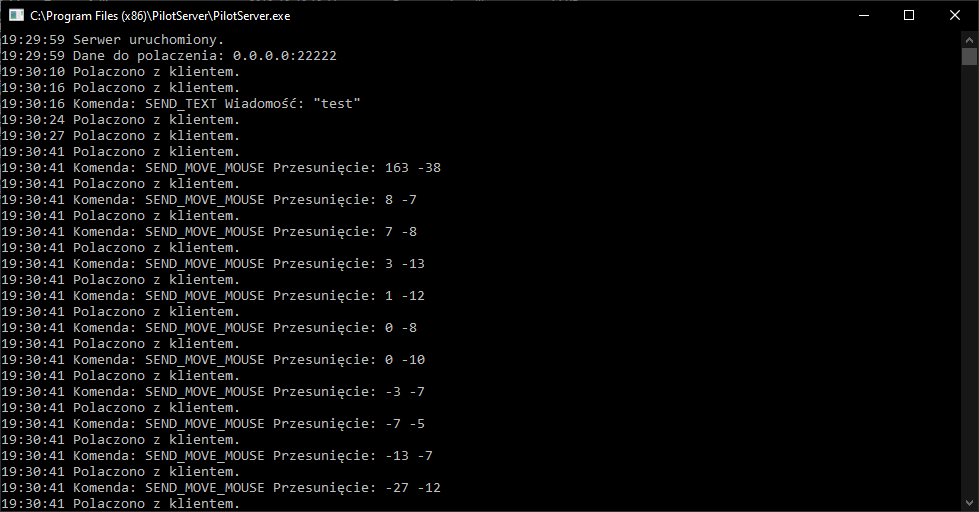 C:\Program Files (x86)\PilotServer\PilotServer.exe
19:29:59 Serwer uruchomiony.
19:29:59 Dane do polaczenia: 0.0.0.0:22222
19:30:10 Polaczono z klientem.
19:30:16 Polaczono z klientem.
19:30:16 Komenda: SEND_TEXT Wiadomość: "test"
19:30:24 Polaczono z klientem.
19:30:27 Polaczono z klientem.
19:30:41 Polaczono z klientem.
19:30:41 Komenda: SEND_MOVE_MOUSE Przesunięcie: 163 -38
19:30:41 Polaczono z klientem.
19:30:41 Komenda: SEND_MOVE_MOUSE Przesunięcie: 8 -7
19:30:41 Polaczono z klientem.
19:30:41 Komenda: SEND_MOVE_MOUSE Przesunięcie: 7 -8
19:30:41 Polaczono z klientem.
19:30:41 Komenda: SEND_MOVE_MOUSE Przesunięcie: 3 -13
19:30:41 Polaczono z klientem.
19:30:41 Komenda: SEND_MOVE_MOUSE Przesunięcie: 1 -12
19:30:41 Polaczono z klientem.
19:30:41 Komenda: SEND_MOVE_MOUSE Przesunięcie: 0 -8
19:30:41 Polaczono z klientem.
19:30:41 Komenda: SEND_MOVE_MOUSE Przesunięcie: 0 -10
19:30:41 Polaczono z klientem.
19:30:41 Komenda: SEND_MOVE_MOUSE Przesunięcie: -3 -7
19:30:41 Polaczono z klientem.
19:30:41 Komenda: SEND_MOVE_MOUSE Przesunięcie: -7 -5
19:30:41 Polaczono z klientem.
19:30:41 Komenda: SEND_MOVE_MOUSE Przesunięcie: -13 -7
19:30:41 Polaczono z klientem.
19:30:41 Komenda: SEND_MOVE_MOUSE Przesunięcie: -27 -12
19:30:41 Polaczono z klientem.